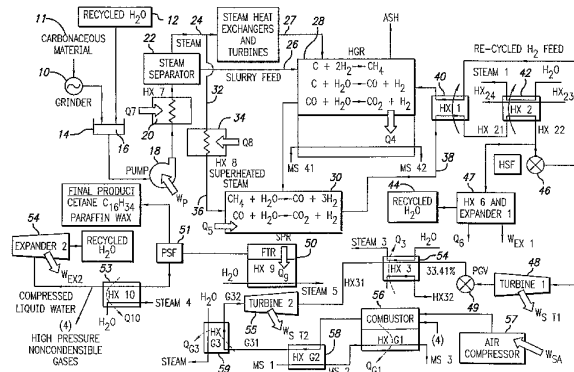 11
RECYCLED H₂O
12
24
27
28
ASH
CARBONACEOUS
MATERIAL
22
STEAM
STEAM HEAT
EXCHANGERS
AND
TURBINES
26
HGR
C + 2H₂→CH₄
C + H₂O→CO + H₂
CO + H₂O→CO₂ + H₂
RE-CYCLED H₂ FEED
10
GRINDER
STEAM
SEPARATOR
SLURRY FEED
HX 7
32
40
STEAM 1
H₂O
42
HX24
HX23
HX 1
HX 2
HX 21
HX 22
Q7
20
34
Q8
Q4
14
16
18
PUMP
WP
HX 8
SUPERHEATED
STEAM
36
MS 41
MS 42
38
30
CH₄ + H₂O→CO + 3H₂
CO + H₂O→CO₂ + H₂
Q5
SPR
HSF
46
44
RECYCLED
H₂O
47
HX 6 AND
EXPANDER 1
Q6
WEX 1
FINAL PRODUCT
CETANE C16H34
PARAFFIN WAX
54
EXPANDER 2
RECYCLED
H₂O
WEX2
51
PSF
FTR
50
H₂O
HX 9
Q9
STEAM 5
STEAM 3
Q3
H₂O
54
HX 3
33.41%
HX31
HX32
PGV
49
48
TURBINE 1
WS T1
53
HX 10
STEAM 4
H₂O
Q10
COMPRESSED
LIQUID WATER
(4)
HIGH PRESSURE
NONCONDENSIBLE
GASES
H₂O
G32
TURBINE 2
55
WS T2
56
COMBUSTOR
HX G1
(4)
57
AIR
COMPRESSOR
WSA
QG3
HX
G3
G31
58
HX G2
STEAM
59
MS 1
MS 2
QG1
MS 3